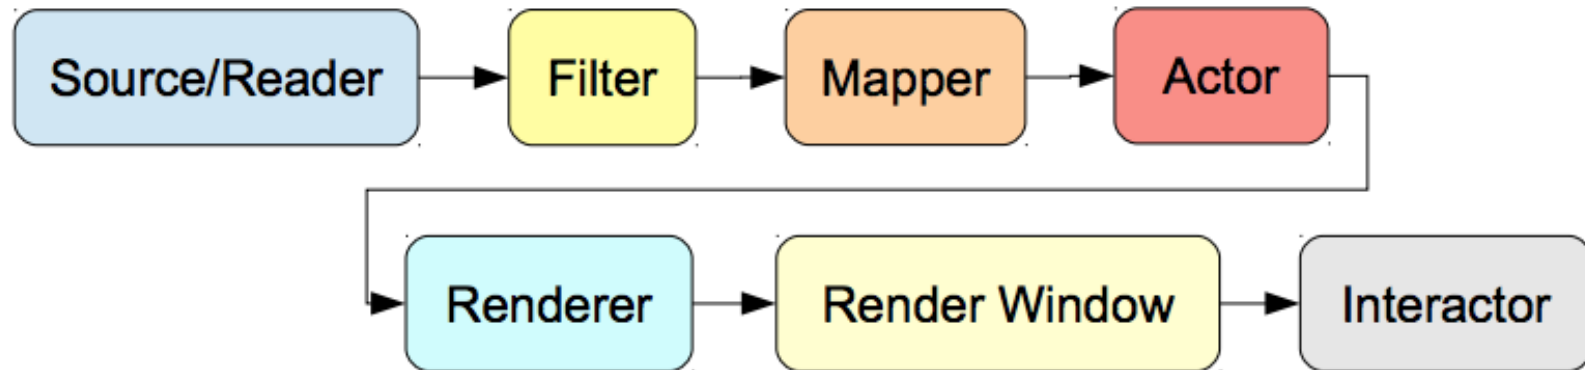 Source/Reader
Filter
Mapper
Actor
Renderer
Render Window
Interactor